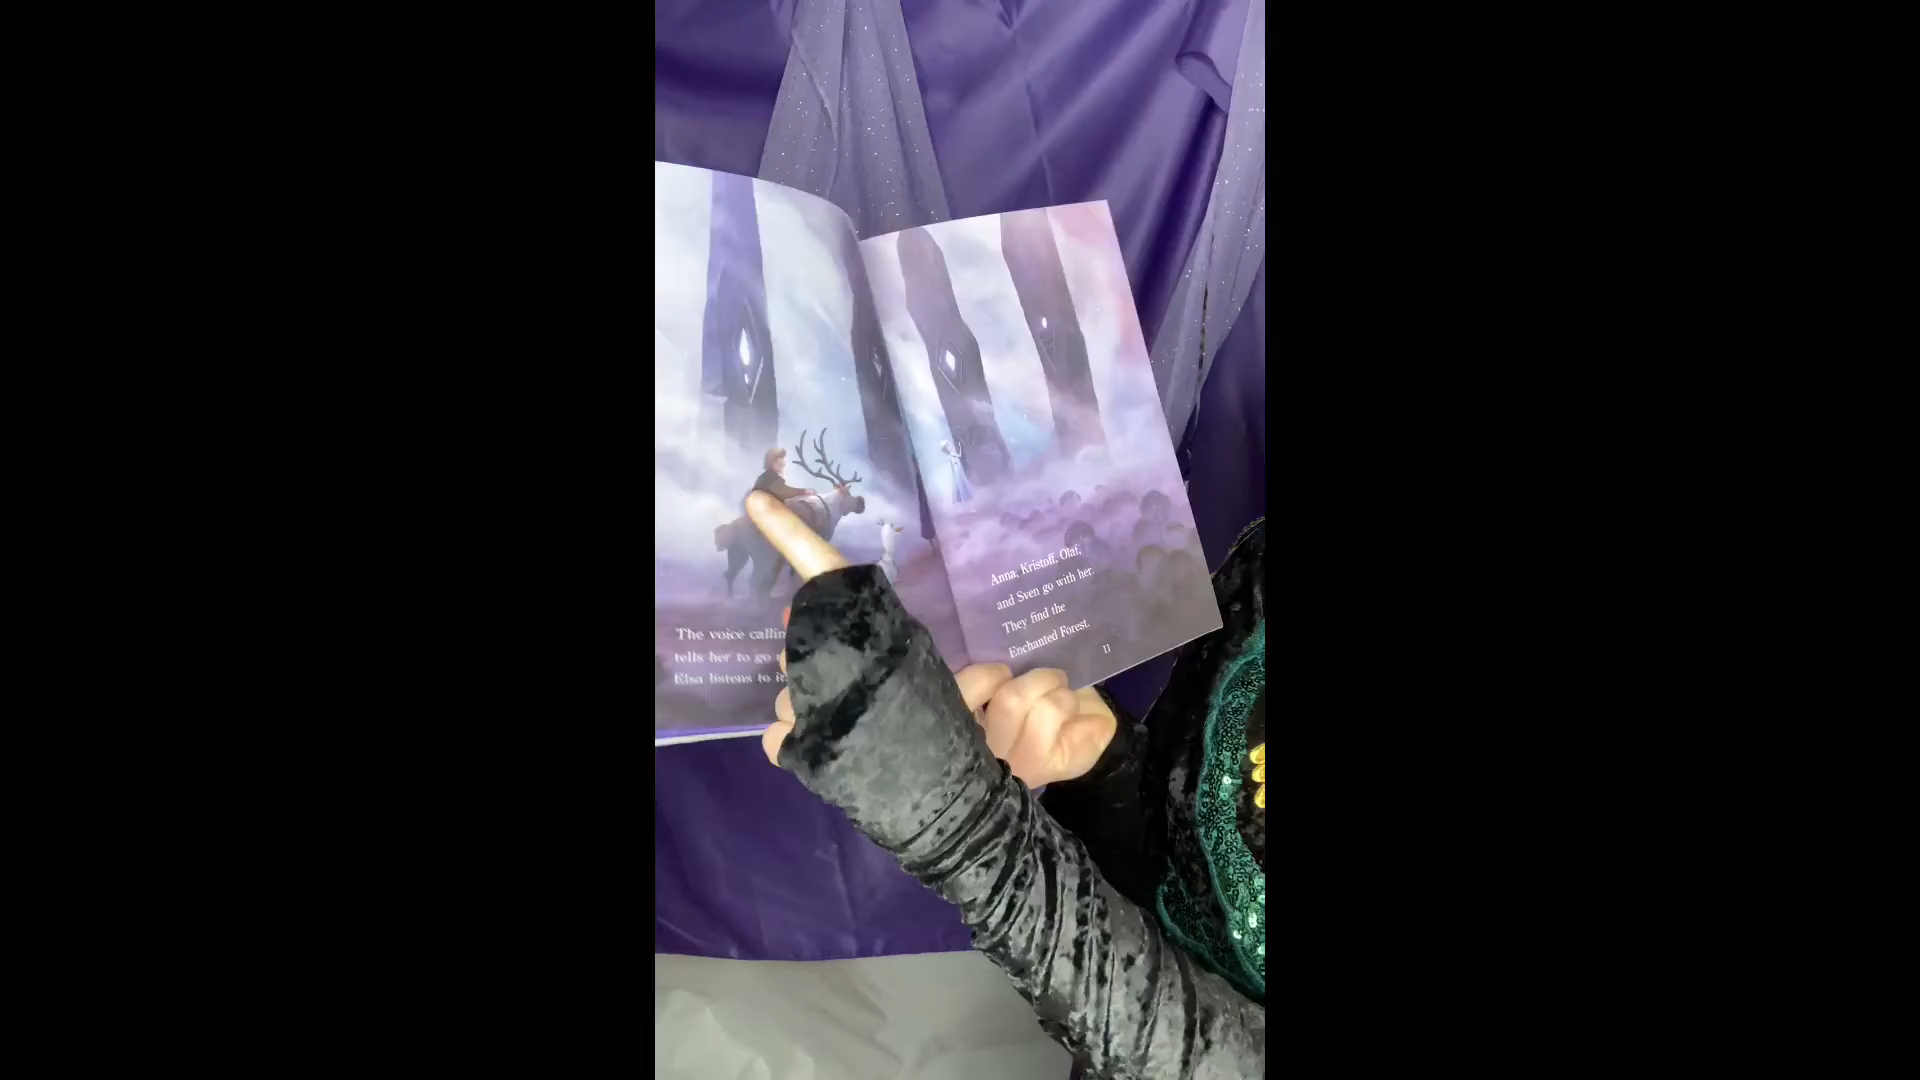 The voice callin
tells her to go
Elsa listens to i
Anna, Kristoff, Olaf,
and Sven go with her.
They find the
Enchanted Forest.
11